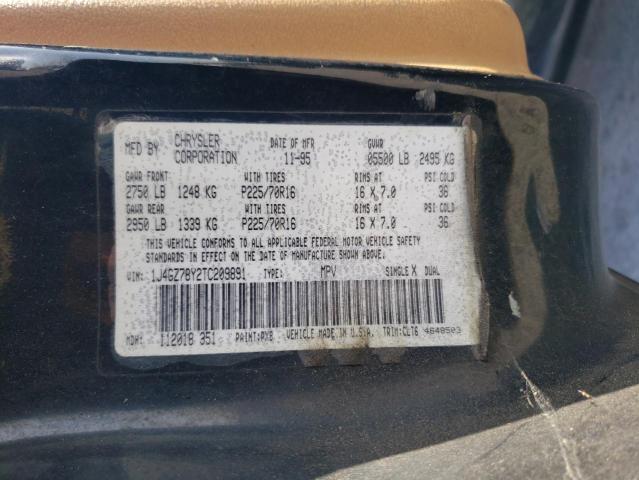 MFD BY CHRYSLER CORPORATION DATE OF MFR 11-95 GVWR 05500 LB 2495 KG
GAWR FRONT WITH TIRES RIMS AT PSI COLD
2750 LB 1248 KG P225/70R16 16 X 7.0 36
GAWR REAR WITH TIRES RIMS AT PSI COLD
2950 LB 1339 KG P225/70R16 16 X 7.0 36
THIS VEHICLE CONFORMS TO ALL APPLICABLE FEDERAL MOTOR VEHICLE SAFETY
STANDARDS IN EFFECT ON THE DATE OF MANUFACTURE SHOWN ABOVE.
VIN: 1J4GZ78Y2TC209891 TYPE: MPV SINGLE X DUAL
MDH: 112018 351 PAINT: PX8 VEHICLE MADE IN U.S.A. TRIM: CLT6 4648503